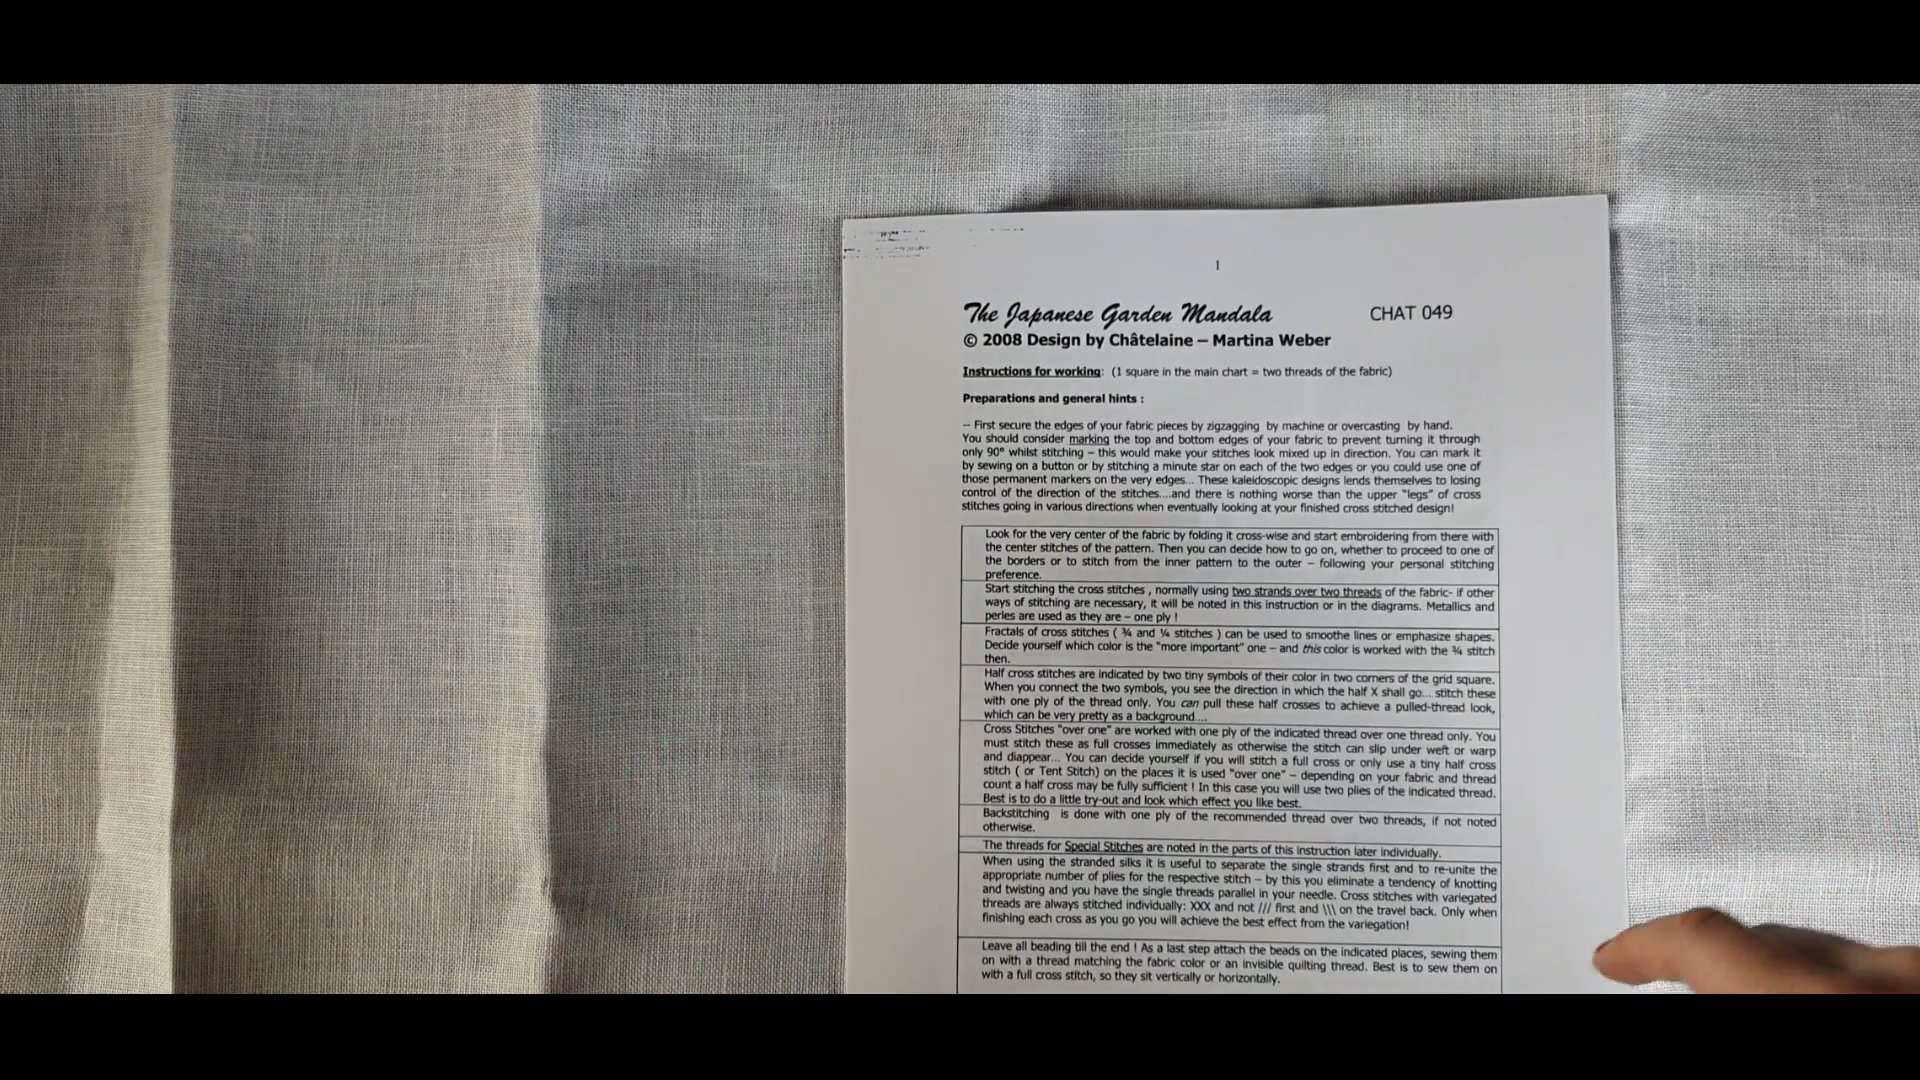 1
The Japanese Garden Mandala CHAT 049
© 2008 Design by Châtelaine – Martina Weber
Instructions for working: (1 square in the main chart = two threads of the fabric)
Preparations and general hints :
-- First secure the edges of your fabric pieces by zigzagging by machine or overcasting by hand.
You should consider marking the top and bottom edges of your fabric to prevent turning it through
only 90° whilst stitching – this would make your stitches look mixed up in direction. You can mark it
by sewing on a button or by stitching a minute star on each of the two edges or you could use one of
those permanent markers on the very edges... These kaleidoscopic designs lends themselves to losing
control of the direction of the stitches....and there is nothing worse than the upper "legs" of cross
stitches going in various directions when eventually looking at your finished cross stitched design!
Look for the very center of the fabric by folding it cross-wise and start embroidering from there with
the center stitches of the pattern. Then you can decide how to go on, whether to proceed to one of
the borders or to stitch from the inner pattern to the outer – following your personal stitching
preference.
Start stitching the cross stitches , normally using two strands over two threads of the fabric- if other
ways of stitching are necessary, it will be noted in this instruction or in the diagrams. Metallics and
perles are used as they are – one ply !
Fractals of cross stitches ( ¾ and ¼ stitches ) can be used to smoothe lines or emphasize shapes.
Decide yourself which color is the "more important" one – and this color is worked with the ¾ stitch
then.
Half cross stitches are indicated by two tiny symbols of their color in two corners of the grid square.
When you connect the two symbols, you see the direction in which the half X shall go... stitch these
with one ply of the thread only. You can pull these half crosses to achieve a pulled-thread look,
which can be very pretty as a background....
Cross Stitches "over one" are worked with one ply of the indicated thread over one thread only. You
must stitch these as full crosses immediately as otherwise the stitch can slip under weft or warp
and diappear... You can decide yourself if you will stitch a full cross or only use a tiny half cross
stitch ( or Tent Stitch) on the places it is used "over one" – depending on your fabric and thread
count a half cross may be fully sufficient ! In this case you will use two plies of the indicated thread.
Best is to do a little try-out and look which effect you like best.
Backstitching is done with one ply of the recommended thread over two threads, if not noted
otherwise.
The threads for Special Stitches are noted in the parts of this instruction later individually.
When using the stranded silks it is useful to separate the single strands first and to re-unite the
appropriate number of plies for the respective stitch – by this you eliminate a tendency of knotting
and twisting and you have the single threads parallel in your needle. Cross stitches with variegated
threads are always stitched individually: XXX and not /// first and \\\ on the travel back. Only when
finishing each cross as you go you will achieve the best effect from the variegation!
Leave all beading till the end ! As a last step attach the beads on the indicated places, sewing them
on with a thread matching the fabric color or an invisible quilting thread. Best is to sew them on
with a full cross stitch, so they sit vertically or horizontally.